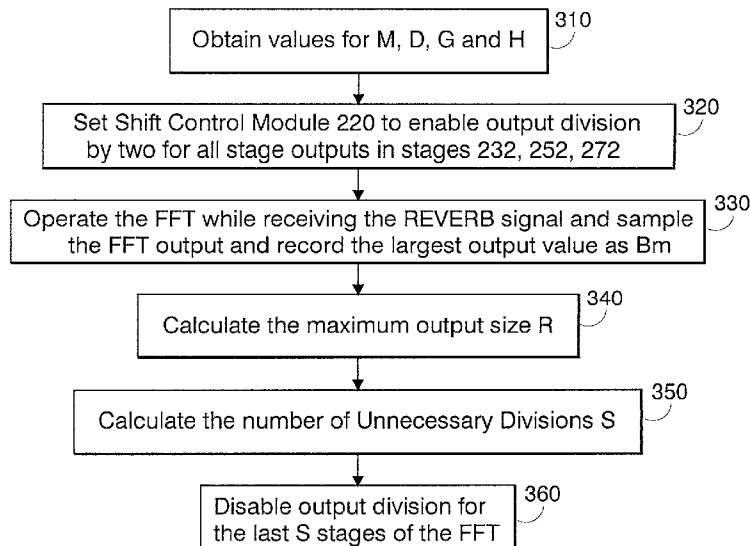 Obtain values for M, D, G and H
310
Set Shift Control Module 220 to enable output division
by two for all stage outputs in stages 232, 252, 272
320
Operate the FFT while receiving the REVERB signal and sample
the FFT output and record the largest output value as Bm
330
Calculate the maximum output size R
340
Calculate the number of Unnecessary Divisions S
350
Disable output division for
the last S stages of the FFT
360